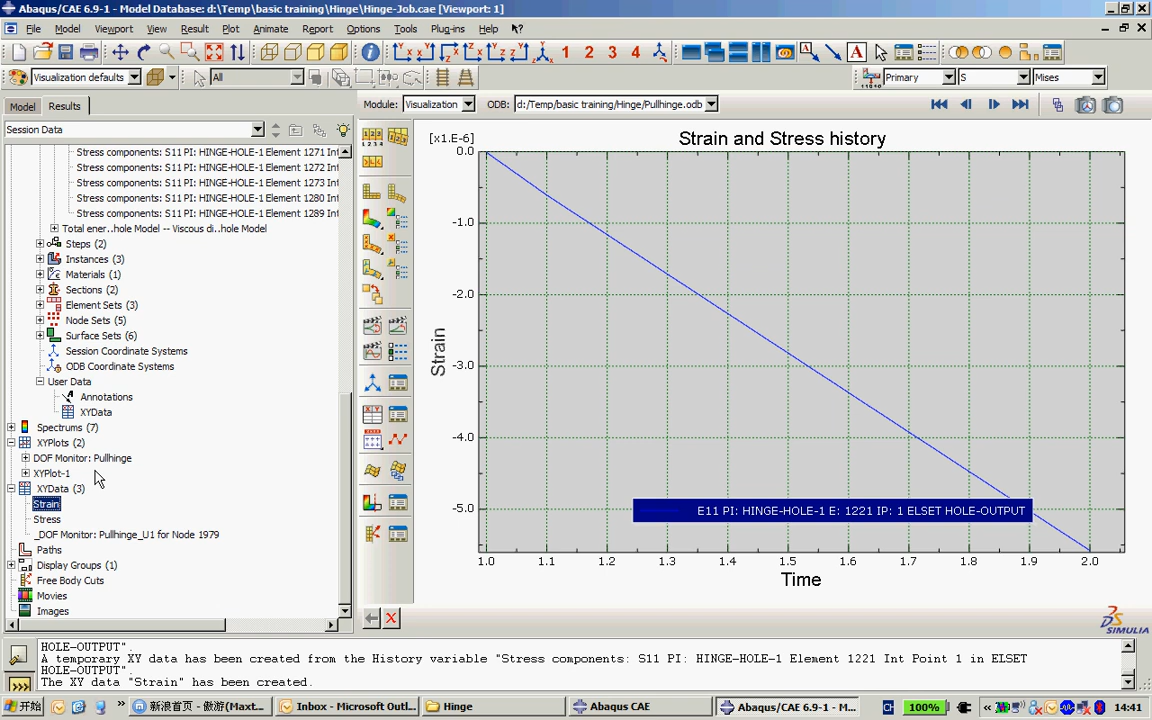 Abaqus/CAE 6.9-1 - Model Database: d:\Temp\basic training\Hinge\Hinge-Job.cae [Viewport: 1]
File Model Viewport View Result Plot Animate Report Options Tools Plug-ins Help
1 2 3 4
Visualization defaults All Primary S Mises
Model Results Module: Visualization ODB: d:/Temp/basic training/Hinge/Pullhinge.odb
Session Data
Stress components: S11 PI: HINGE-HOLE-1 Element 1271 Int
Stress components: S11 PI: HINGE-HOLE-1 Element 1272 Int
Stress components: S11 PI: HINGE-HOLE-1 Element 1273 Int
Stress components: S11 PI: HINGE-HOLE-1 Element 1280 Int
Stress components: S11 PI: HINGE-HOLE-1 Element 1289 Int
Total ener..hole Model -- Viscous di..hole Model
Steps (2)
Instances (3)
Materials (1)
Sections (2)
Element Sets (3)
Node Sets (5)
Surface Sets (6)
Session Coordinate Systems
ODB Coordinate Systems
User Data
Annotations
XYData
Spectrums (7)
XYPlots (2)
DOF Monitor: Pullhinge
XYPlot-1
XYData (3)
Strain
Stress
_DOF Monitor: Pullhinge_U1 for Node 1979
Paths
Display Groups (1)
Free Body Cuts
Movies
Images
Strain and Stress history
[x1.E-6]
0.0
-1.0
-2.0
-3.0
-4.0
-5.0
Strain
E11 PI: HINGE-HOLE-1 E: 1221 IP: 1 ELSET HOLE-OUTPUT
1.0 1.1 1.2 1.3 1.4 1.5 1.6 1.7 1.8 1.9 2.0
Time
SIMULIA
HOLE-OUTPUT".
A temporary XY data has been created from the History variable "Stress components: S11 PI: HINGE-HOLE-1 Element 1221 Int Point 1 in ELSET
HOLE-OUTPUT".
The XY data "Strain" has been created.
开始 新浪首页 - 傲游(Maxt... Inbox - Microsoft Outl... Hinge Abaqus CAE Abaqus/CAE 6.9-1 - M... CH 100% 14:41